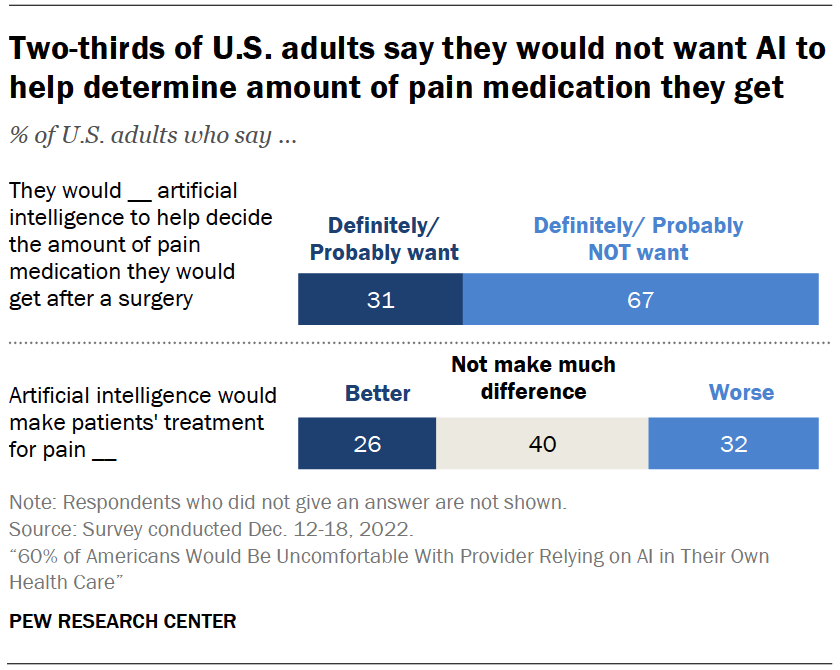 Two-thirds of U.S. adults say they would not want AI to
help determine amount of pain medication they get
% of U.S. adults who say ...
They would __ artificial
intelligence to help decide
the amount of pain
medication they would
get after a surgery
Definitely/
Probably want
Definitely/ Probably
NOT want
31
67
Artificial intelligence would
make patients' treatment
for pain __
Better
Not make much
difference
Worse
26
40
32
Note: Respondents who did not give an answer are not shown.
Source: Survey conducted Dec. 12-18, 2022.
“60% of Americans Would Be Uncomfortable With Provider Relying on AI in Their Own
Health Care”
PEW RESEARCH CENTER